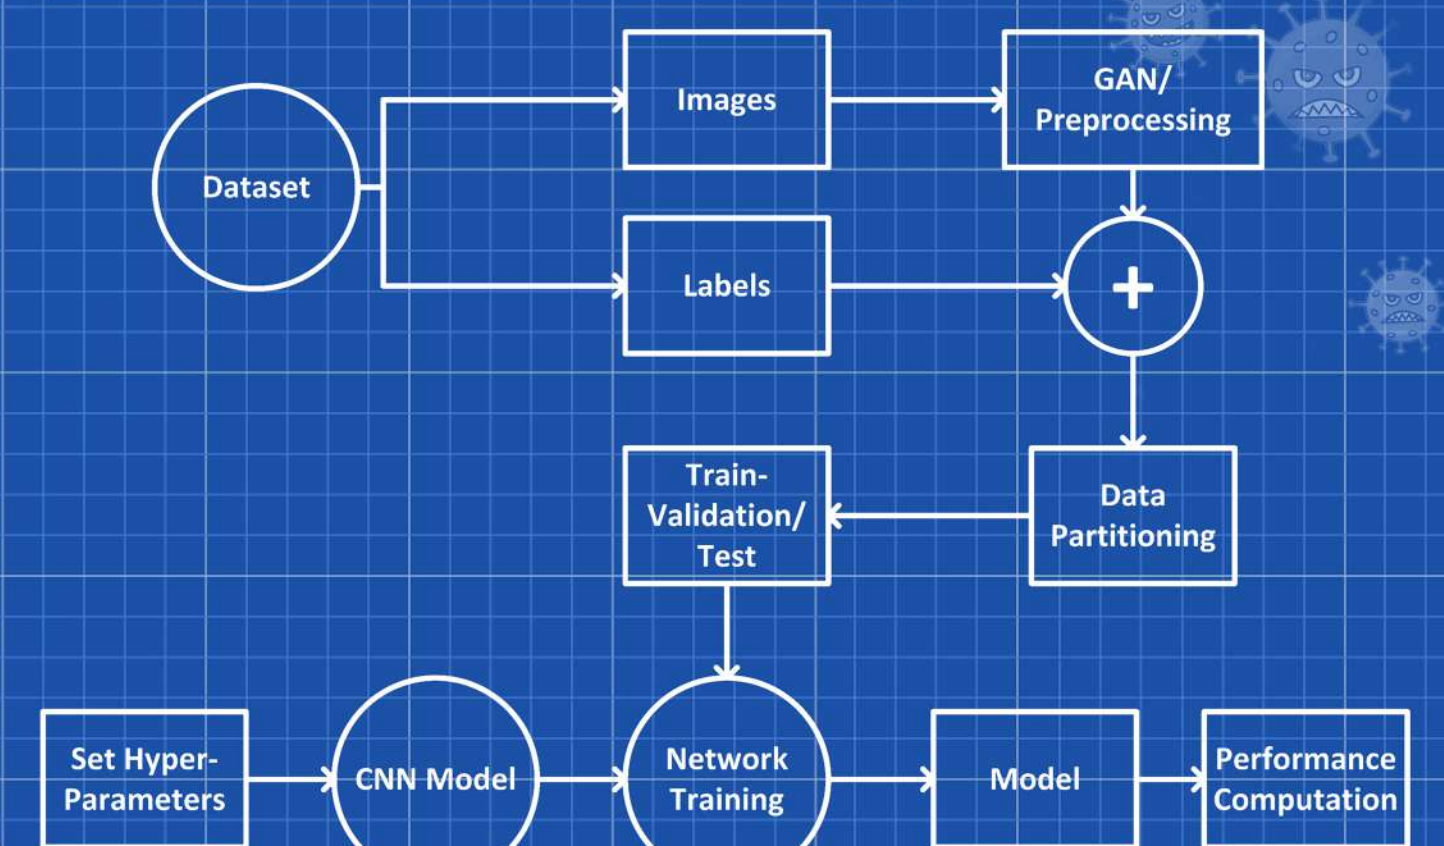 Images
GAN/
Preprocessing
Dataset
Labels
+
Train-
Validation/
Test
Data
Partitioning
Set Hyper-
Parameters
CNN Model
Network
Training
Model
Performance
Computation